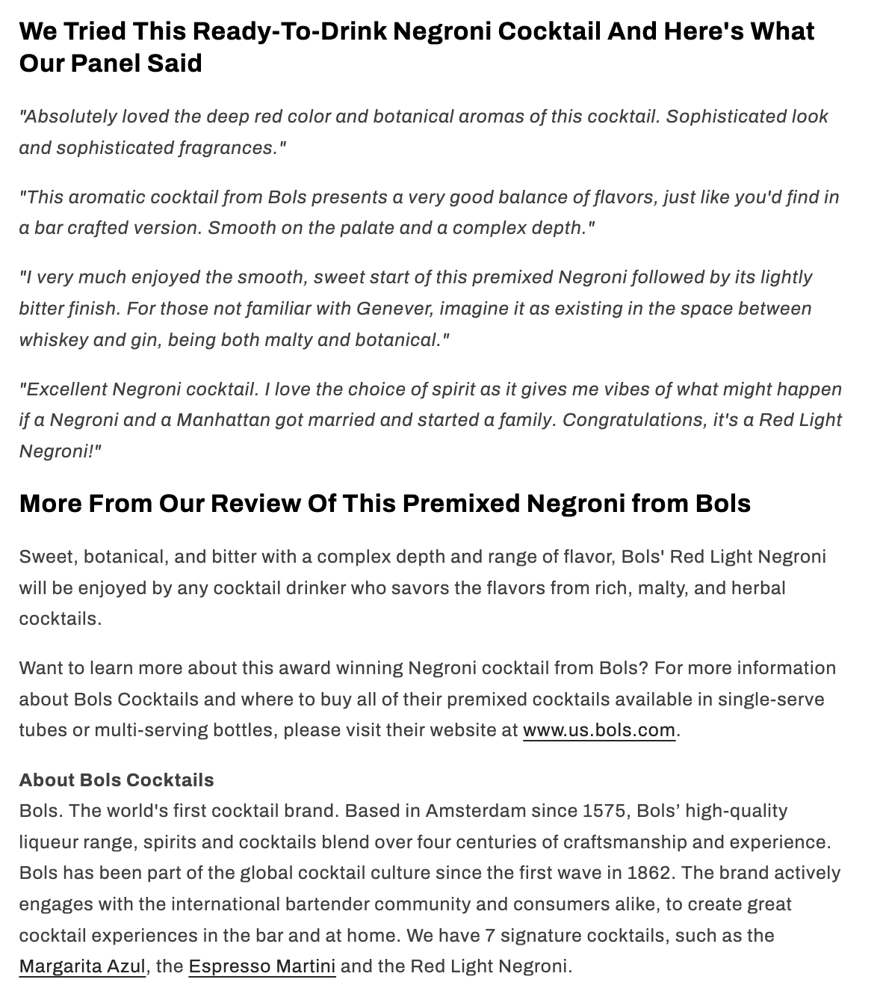 We Tried This Ready-To-Drink Negroni Cocktail And Here's What
Our Panel Said
"Absolutely loved the deep red color and botanical aromas of this cocktail. Sophisticated look
and sophisticated fragrances."
"This aromatic cocktail from Bols presents a very good balance of flavors, just like you'd find in
a bar crafted version. Smooth on the palate and a complex depth."
"I very much enjoyed the smooth, sweet start of this premixed Negroni followed by its lightly
bitter finish. For those not familiar with Genever, imagine it as existing in the space between
whiskey and gin, being both malty and botanical."
"Excellent Negroni cocktail. I love the choice of spirit as it gives me vibes of what might happen
if a Negroni and a Manhattan got married and started a family. Congratulations, it's a Red Light
Negroni!"
More From Our Review Of This Premixed Negroni from Bols
Sweet, botanical, and bitter with a complex depth and range of flavor, Bols' Red Light Negroni
will be enjoyed by any cocktail drinker who savors the flavors from rich, malty, and herbal
cocktails.
Want to learn more about this award winning Negroni cocktail from Bols? For more information
about Bols Cocktails and where to buy all of their premixed cocktails available in single-serve
tubes or multi-serving bottles, please visit their website at www.us.bols.com.
About Bols Cocktails
Bols. The world's first cocktail brand. Based in Amsterdam since 1575, Bols’ high-quality
liqueur range, spirits and cocktails blend over four centuries of craftsmanship and experience.
Bols has been part of the global cocktail culture since the first wave in 1862. The brand actively
engages with the international bartender community and consumers alike, to create great
cocktail experiences in the bar and at home. We have 7 signature cocktails, such as the
Margarita Azul, the Espresso Martini and the Red Light Negroni.